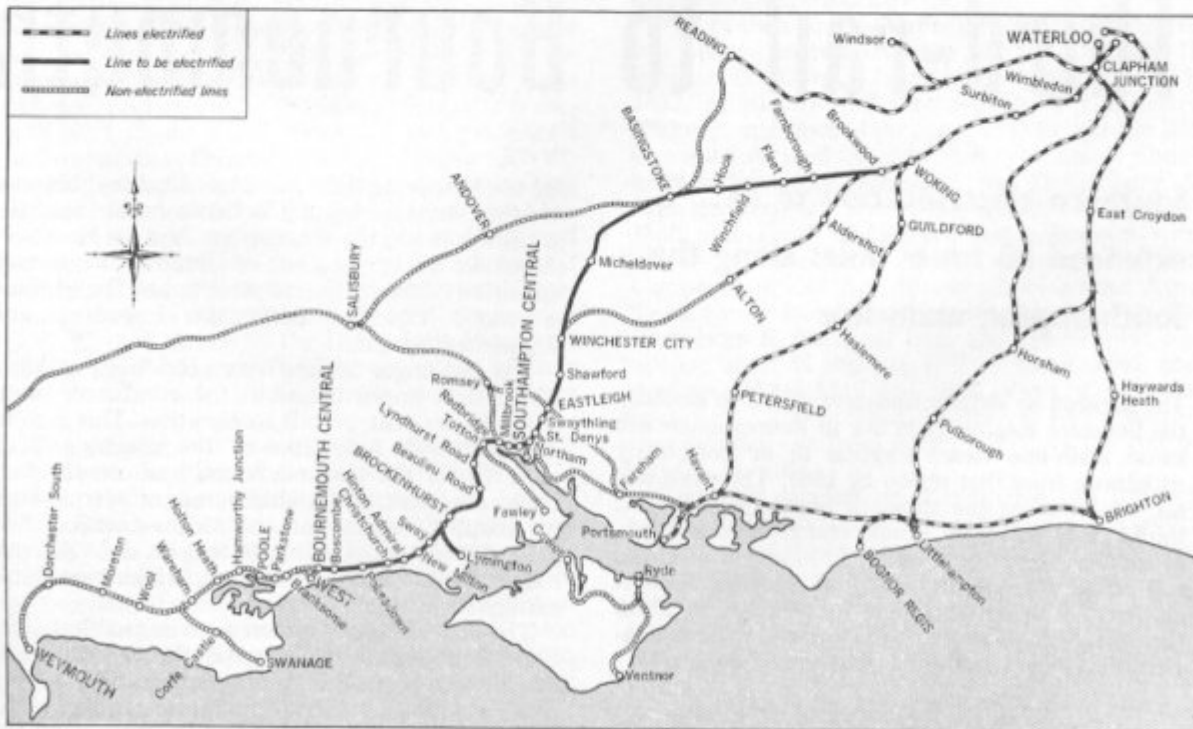 Lines electrified
Line to be electrified
Non-electrified lines
READING
Windsor
WATERLOO
CLAPHAM
JUNCTION
Wimbledon
Surbiton
BASINGSTOKE
Hook
Winchfield
Fleet
Farnborough
Brookwood
WOKING
ANDOVER
Micheldever
Aldershot
GUILDFORD
East Croydon
ALTON
SALISBURY
SOUTHAMPTON CENTRAL
WINCHESTER CITY
Haslemere
Horsham
Shawford
Romsey
Millbrook
EASTLEIGH
PETERSFIELD
Haywards
Heath
Redbridge
Totton
Swaythling
St. Denys
Northam
Pulborough
Lyndhurst Road
Beaulieu Road
BROCKENHURST
Fareham
Havant
Fawley
Portsmouth
BRIGHTON
Dorchester South
Moreton
Wool
Wareham
Holton Heath
Hamworthy Junction
POOLE
Parkstone
BOURNEMOUTH CENTRAL
Boscombe
Christchurch
Hinton Admiral
Sway
New
Milton
Lymington
Cowes
Ryde
BOGNOR REGIS
Littlehampton
WEST
Branksome
Pokesdown
WEYMOUTH
Corfe
Castle
SWANAGE
Ventnor